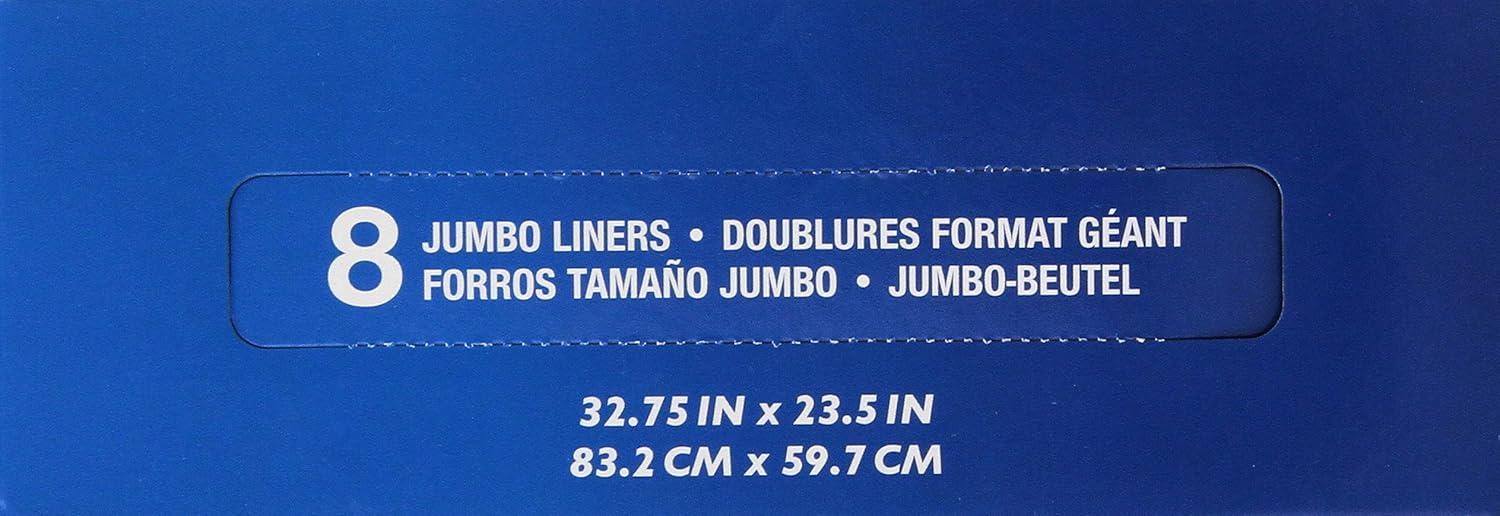 8 JUMBO LINERS • DOUBLURES FORMAT GÉANT
FORROS TAMAÑO JUMBO • JUMBO-BEUTEL
32.75 IN x 23.5 IN
83.2 CM x 59.7 CM